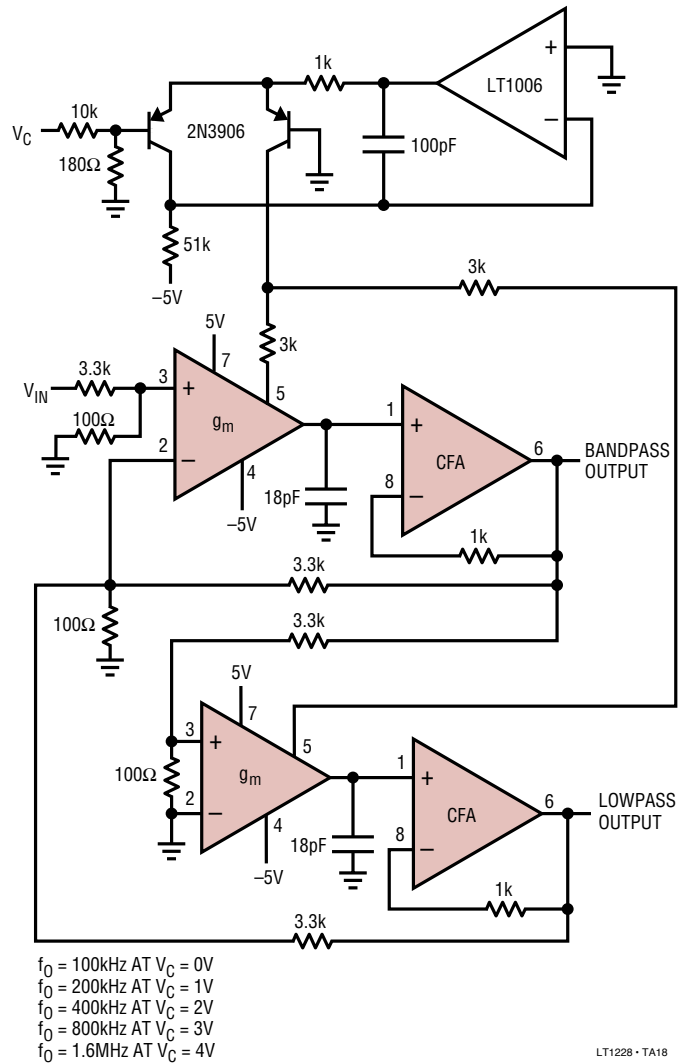 1k
+
LT1006
–
10k
V_C
2N3906
180Ω
100pF
51k
–5V
3k
5V
3k
7
3.3k
V_IN
3
+
5
100Ω
g_m
1
+
2
–
CFA
6
BANDPASS
OUTPUT
4
18pF
8
–
–5V
1k
3.3k
3.3k
100Ω
5V
7
3
+
5
100Ω
g_m
1
+
2
–
CFA
6
LOWPASS
OUTPUT
4
18pF
8
–
–5V
1k
3.3k
f_O = 100kHz AT V_C = 0V
f_O = 200kHz AT V_C = 1V
f_O = 400kHz AT V_C = 2V
f_O = 800kHz AT V_C = 3V
f_O = 1.6MHz AT V_C = 4V
LT1228 • TA18